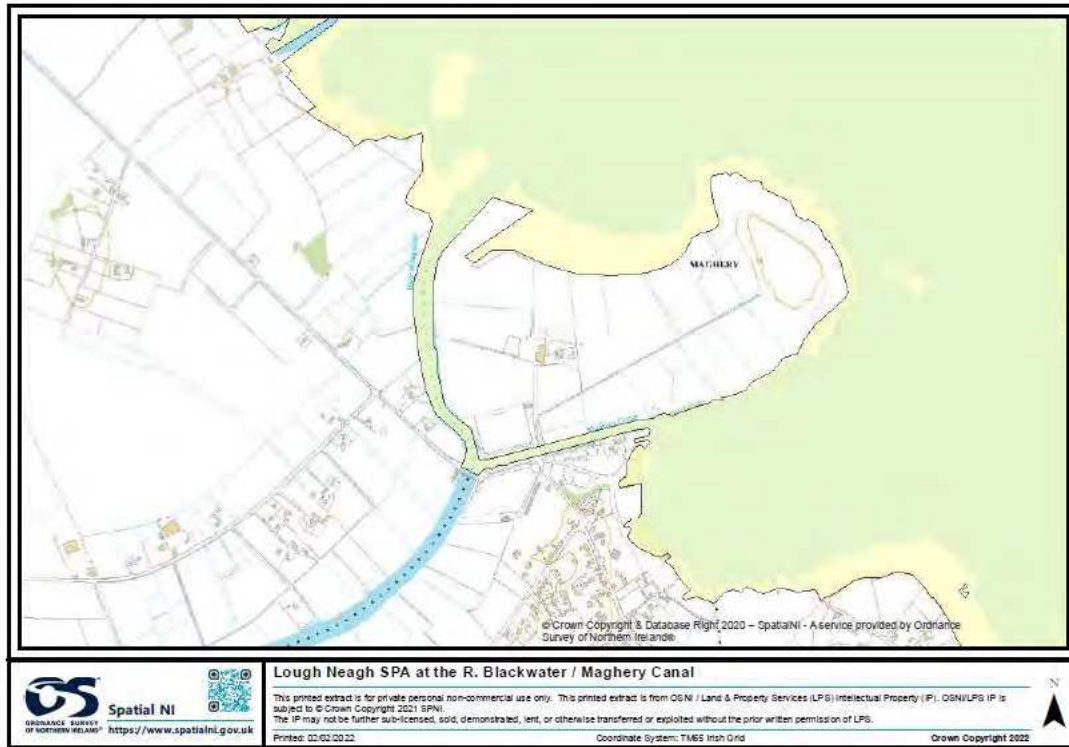 MAGHERY
© Crown Copyright & Database Right 2020 – SpatialNI - A service provided by Ordnance
Survey of Northern Ireland®
OS
ORDNANCE SURVEY
OF NORTHERN IRELAND®
Spatial NI
https://www.spatialni.gov.uk
Lough Neagh SPA at the R. Blackwater / Maghery Canal
This printed extract is for private personal non-commercial use only. This printed extract is from OSNI / Land & Property Services (LPS) Intellectual Property (IP). OSNI/LPS IP is
subject to © Crown Copyright 2021 SPNI.
The IP may not be further sub-licensed, sold, demonstrated, lent, or otherwise transferred or exploited without the prior written permission of LPS.
Printed: 02/02/2022
Coordinate System: TM65 Irish Grid
Crown Copyright 2022
N